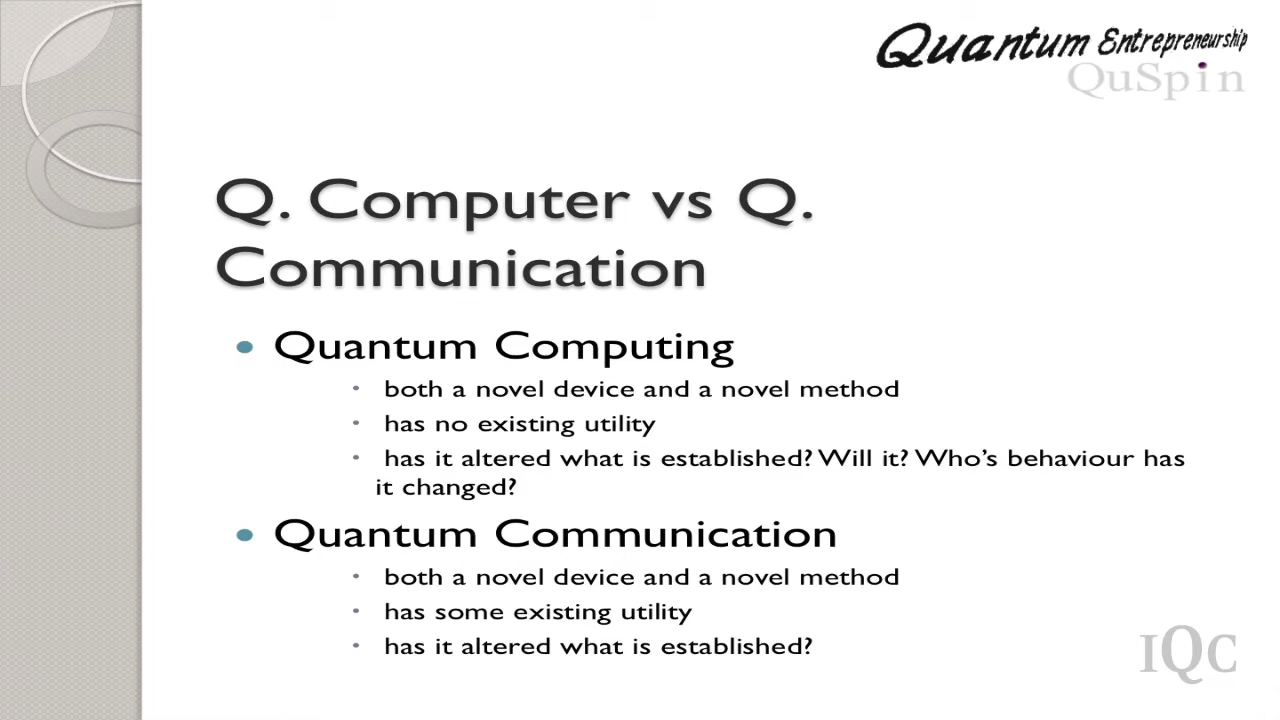 Quantum Entrepreneurship
QuSpin
Q. Computer vs Q.
Communication
• Quantum Computing
• both a novel device and a novel method
• has no existing utility
• has it altered what is established? Will it? Who’s behaviour has
it changed?
• Quantum Communication
• both a novel device and a novel method
• has some existing utility
• has it altered what is established?
IQC